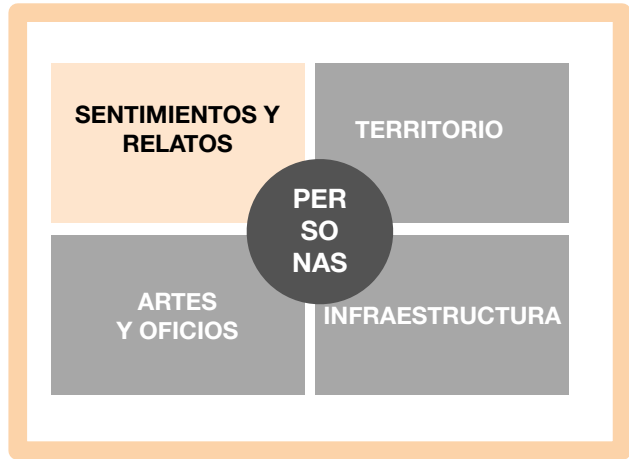 SENTIMIENTOS Y
RELATOS
TERRITORIO
PER
SO
NAS
ARTES
Y OFICIOS
INFRAESTRUCTURA